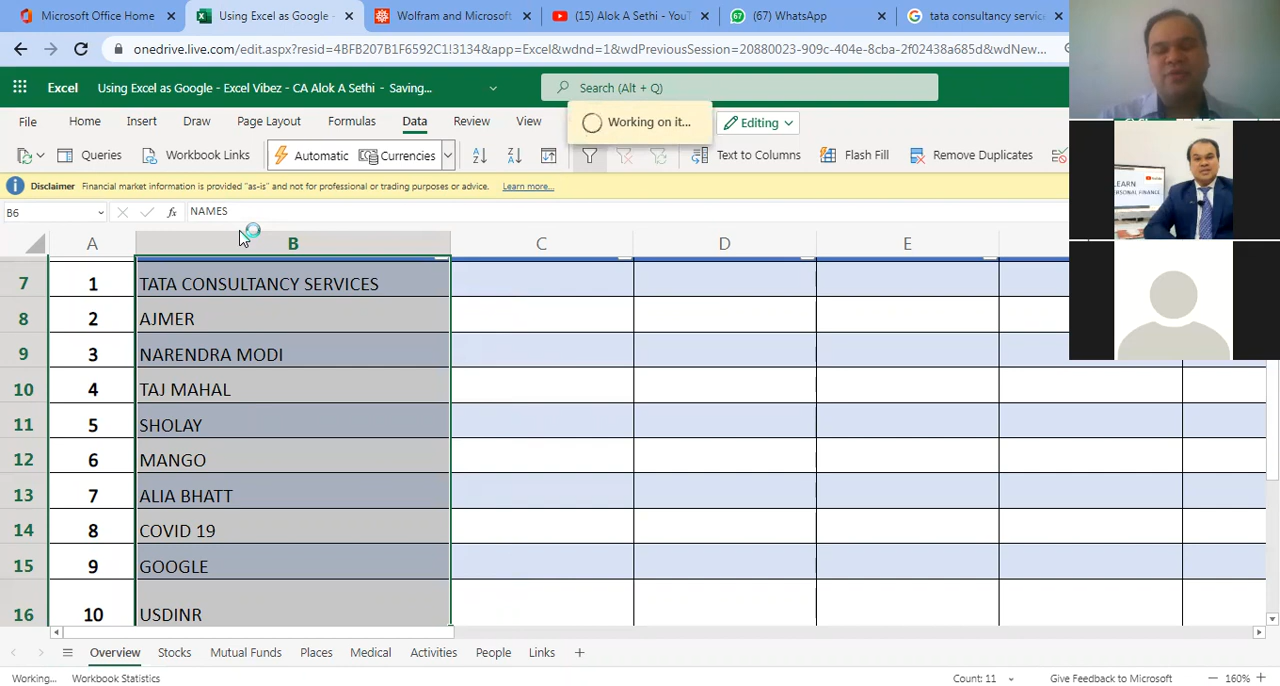 Microsoft Office Home
Using Excel as Google -
Wolfram and Microsoft
(15) Alok A Sethi - YouT
(67) WhatsApp
tata consultancy servic
onedrive.live.com/edit.aspx?resid=4BFB207B1F6592C1!3134&app=Excel&wdnd=1&wdPreviousSession=20880023-909c-404e-8cba-2f02438a685d&wdNew...
Excel
Using Excel as Google - Excel Vibez - CA Alok A Sethi - Saving...
Search (Alt + Q)
File
Home
Insert
Draw
Page Layout
Formulas
Data
Review
View
Working on it...
Editing
Queries
Workbook Links
Automatic
Currencies
Text to Columns
Flash Fill
Remove Duplicates
Disclaimer Financial market information is provided "as-is" and not for professional or trading purposes or advice. Learn more...
B6
fx
NAMES
A B C D E
7 1 TATA CONSULTANCY SERVICES
8 2 AJMER
9 3 NARENDRA MODI
10 4 TAJ MAHAL
11 5 SHOLAY
12 6 MANGO
13 7 ALIA BHATT
14 8 COVID 19
15 9 GOOGLE
16 10 USDINR
LEARN
PERSONAL FINANCE
Overview
Stocks
Mutual Funds
Places
Medical
Activities
People
Links
Working...
Workbook Statistics
Count: 11
Give Feedback to Microsoft
160%